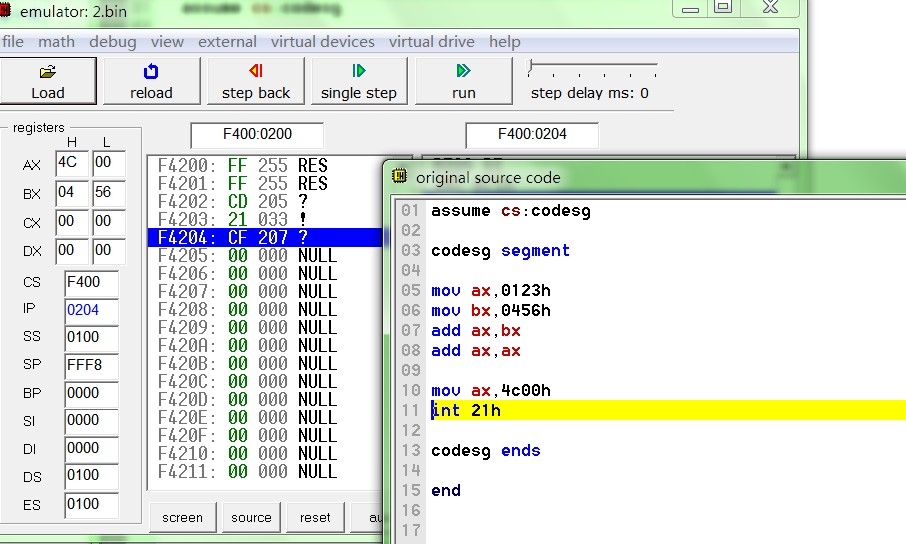 emulator: 2.bin
file math debug view external virtual devices virtual drive help
Load reload step back single step run step delay ms: 0
registers
F400:0200 F400:0204
H L
AX 4C 00
BX 04 56
CX 00 00
DX 00 00
CS F400
IP 0204
SS 0100
SP FFF8
BP 0000
SI 0000
DI 0000
DS 0100
ES 0100
F4200: FF 255 RES
F4201: FF 255 RES
F4202: CD 205 ?
F4203: 21 033 !
F4204: CF 207 ?
F4205: 00 000 NULL
F4206: 00 000 NULL
F4207: 00 000 NULL
F4208: 00 000 NULL
F4209: 00 000 NULL
F420A: 00 000 NULL
F420B: 00 000 NULL
F420C: 00 000 NULL
F420D: 00 000 NULL
F420E: 00 000 NULL
F420F: 00 000 NULL
F4210: 00 000 NULL
F4211: 00 000 NULL
screen source reset au
original source code
01 assume cs:codesg
02
03 codesg segment
04
05 mov ax,0123h
06 mov bx,0456h
07 add ax,bx
08 add ax,ax
09
10 mov ax,4c00h
11 int 21h
12
13 codesg ends
14
15 end
16
17